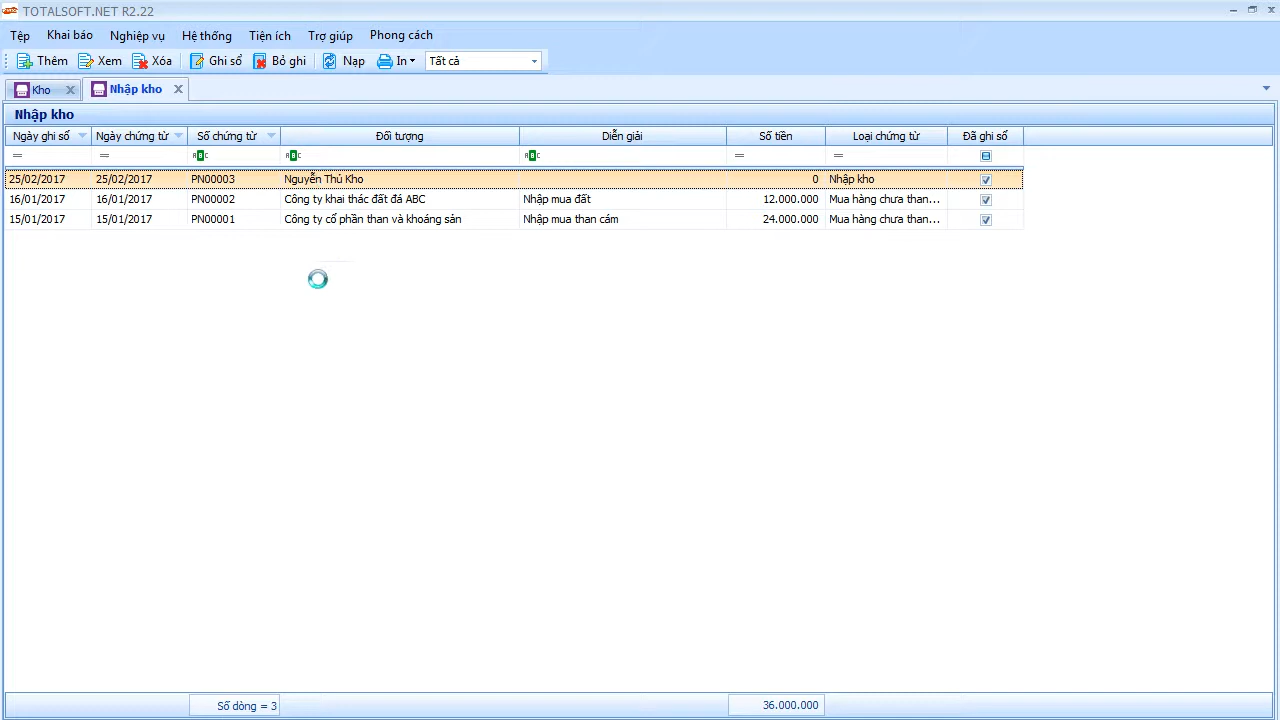 TOTALSOFT.NET R2.22
Tệp Khai báo Nghiệp vụ Hệ thống Tiện ích Trợ giúp Phong cách
Thêm Xem Xóa Ghi sổ Bỏ ghi Nạp In Tất cả
Kho Nhập kho
Nhập kho
Ngày ghi sổ Ngày chứng từ Số chứng từ Đối tượng Diễn giải Số tiền Loại chứng từ Đã ghi sổ
= = ABC ABC ABC = =
25/02/2017 25/02/2017 PN00003 Nguyễn Thủ Kho 0 Nhập kho
16/01/2017 16/01/2017 PN00002 Công ty khai thác đất đá ABC Nhập mua đất 12.000.000 Mua hàng chưa than...
15/01/2017 15/01/2017 PN00001 Công ty cổ phần than và khoáng sản Nhập mua than cám 24.000.000 Mua hàng chưa than...
Số dòng = 3 36.000.000